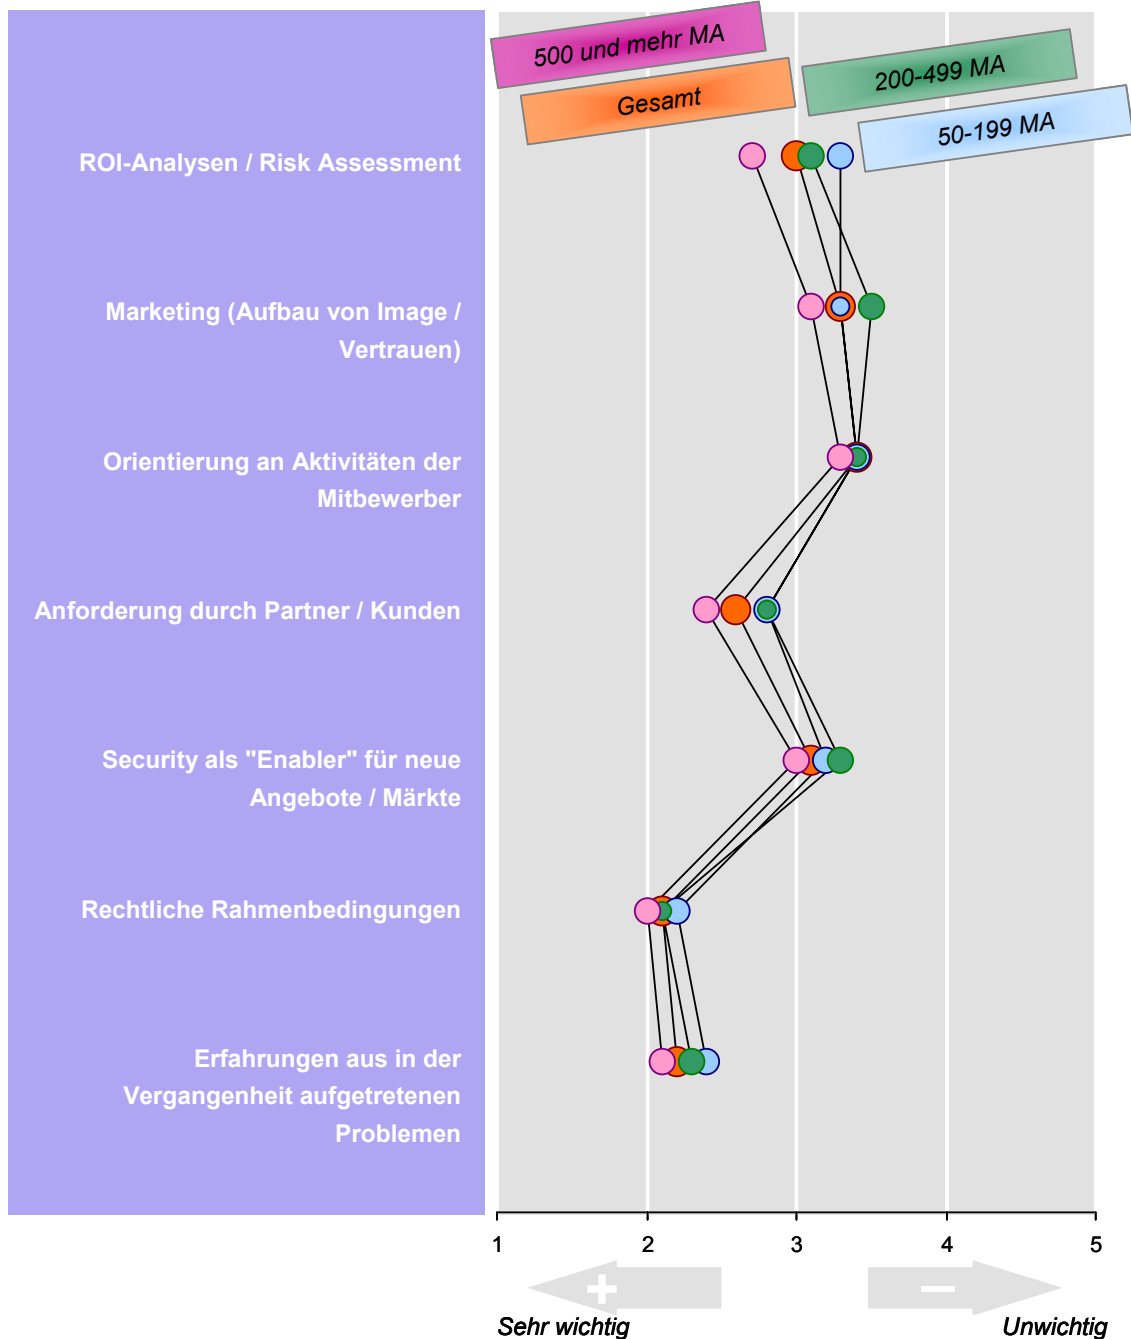 500 und mehr MA
Gesamt
200-499 MA
50-199 MA
ROI-Analysen / Risk Assessment
Marketing (Aufbau von Image /
Vertrauen)
Orientierung an Aktivitäten der
Mitbewerber
Anforderung durch Partner / Kunden
Security als "Enabler" für neue
Angebote / Märkte
Rechtliche Rahmenbedingungen
Erfahrungen aus in der
Vergangenheit aufgetretenen
Problemen
1 2 3 4 5
+ −
Sehr wichtig Unwichtig